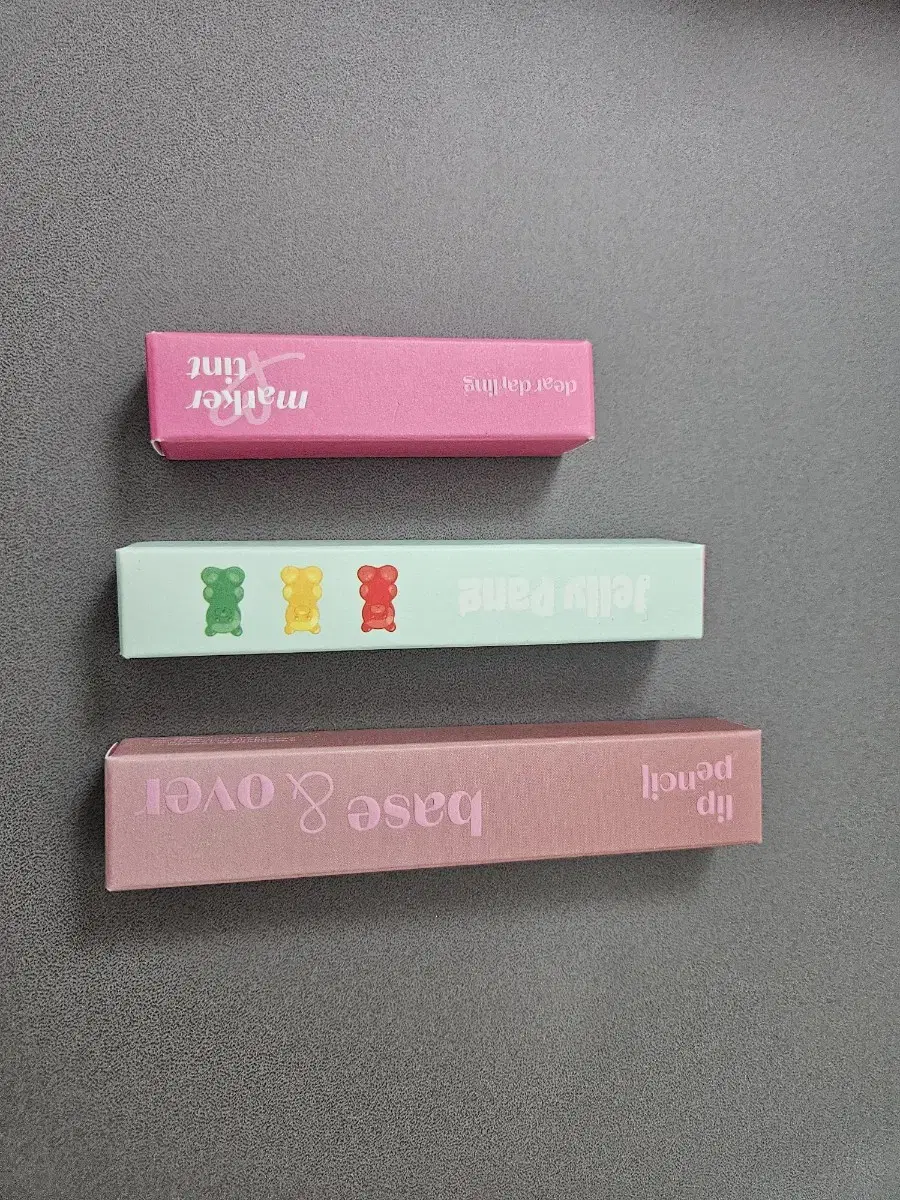 dear darling
marker
tint
Jelly Pang
lip
pencil
base & over